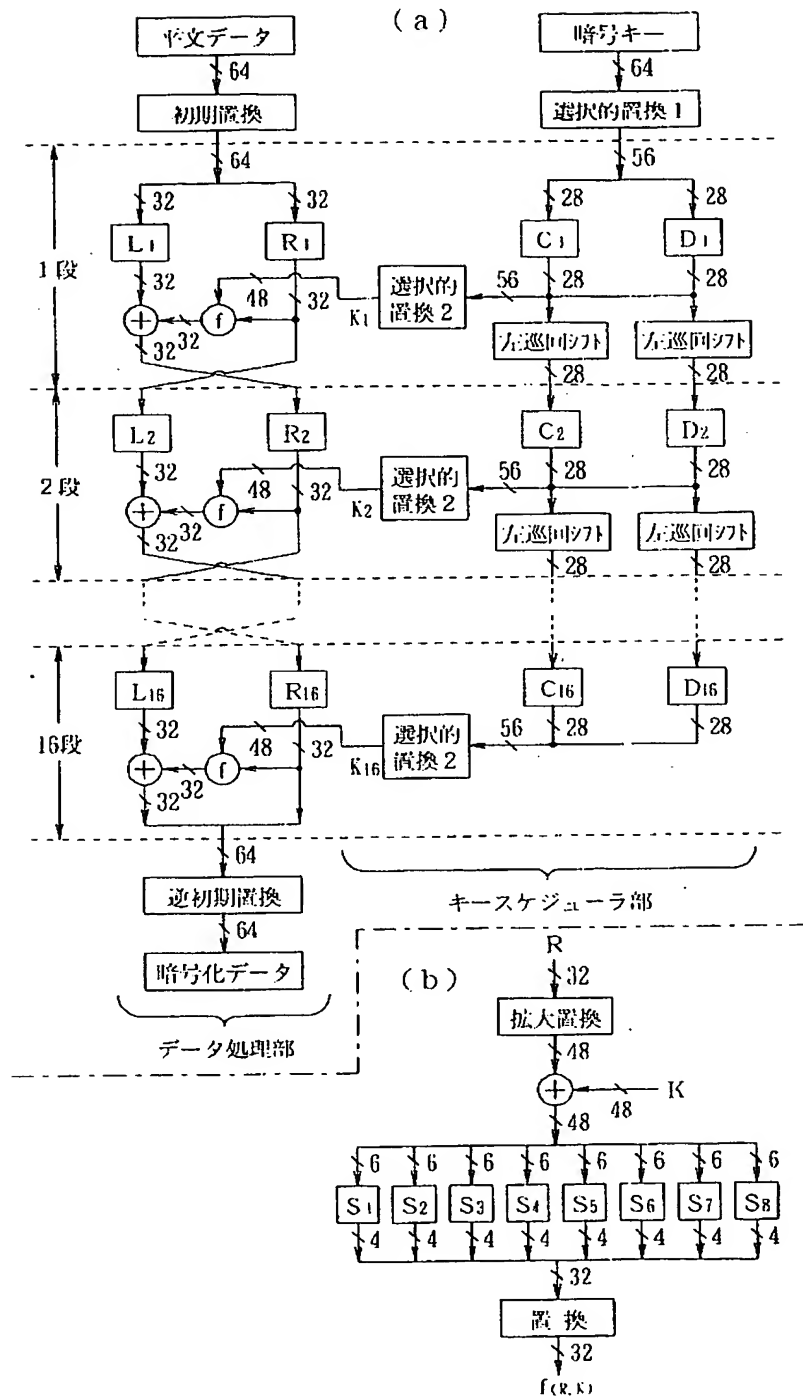 (a)
平文データ
暗号キー
64
64
初期置換
選択的置換1
64
56
32
32
28
28
L1
R1
C1
D1
1段
32
48
32
K1
選択的
置換2
56
28
28
+
32
f
32
左巡回シフト
左巡回シフト
28
28
L2
R2
C2
D2
2段
32
48
32
K2
選択的
置換2
56
28
28
+
32
f
32
左巡回シフト
左巡回シフト
28
28
L16
R16
C16
D16
16段
32
48
32
K16
選択的
置換2
56
28
28
+
32
f
32
64
逆初期置換
64
暗号化データ
データ処理部
キースケジューラ部
(b)
R
32
拡大置換
48
+
48
K
48
6 6 6 6 6 6 6 6
S1 S2 S3 S4 S5 S6 S7 S8
4 4 4 4 4 4 4 4
32
置換
32
f(R,K)